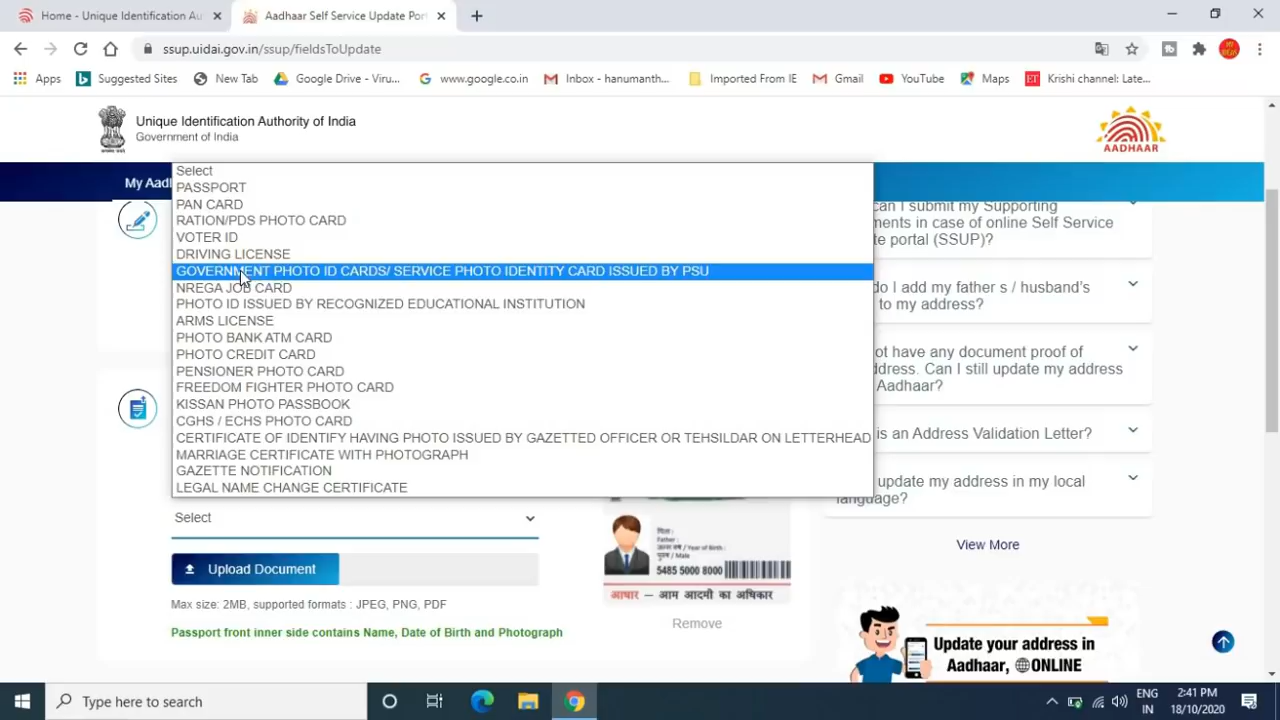 Home - Unique Identification Au
Aadhaar Self Service Update Por
ssup.uidai.gov.in/ssup/fieldsToUpdate
Apps
Suggested Sites
New Tab
Google Drive - Viru...
www.google.co.in
Inbox - hanumanth...
Imported From IE
Gmail
YouTube
Maps
ET
Krishi channel: Late...
Unique Identification Authority of India
Government of India
AADHAAR
My Aad
Select
PASSPORT
PAN CARD
RATION/PDS PHOTO CARD
VOTER ID
DRIVING LICENSE
GOVERNMENT PHOTO ID CARDS/ SERVICE PHOTO IDENTITY CARD ISSUED BY PSU
NREGA JOB CARD
PHOTO ID ISSUED BY RECOGNIZED EDUCATIONAL INSTITUTION
ARMS LICENSE
PHOTO BANK ATM CARD
PHOTO CREDIT CARD
PENSIONER PHOTO CARD
FREEDOM FIGHTER PHOTO CARD
KISSAN PHOTO PASSBOOK
CGHS / ECHS PHOTO CARD
CERTIFICATE OF IDENTIFY HAVING PHOTO ISSUED BY GAZETTED OFFICER OR TEHSILDAR ON LETTERHEAD
MARRIAGE CERTIFICATE WITH PHOTOGRAPH
GAZETTE NOTIFICATION
LEGAL NAME CHANGE CERTIFICATE
can I submit my Supporting
ments in case of online Self Service
te portal (SSUP)?
do I add my father s / husband's
to my address?
ot have any document proof of
ddress. Can I still update my address
Aadhaar?
is an Address Validation Letter?
update my address in my local
language?
View More
Select
Upload Document
Max size: 2MB, supported formats : JPEG, PNG, PDF
Passport front inner side contains Name, Date of Birth and Photograph
पिता :
Father :
जन्म वर्ष / Year of Birth :
पुरुष / Male
5485 5000 8000
आधार — आम आदमी का अधिकार
Remove
Update your address in
Aadhaar, ONLINE
Type here to search
ENG
IN
2:41 PM
18/10/2020